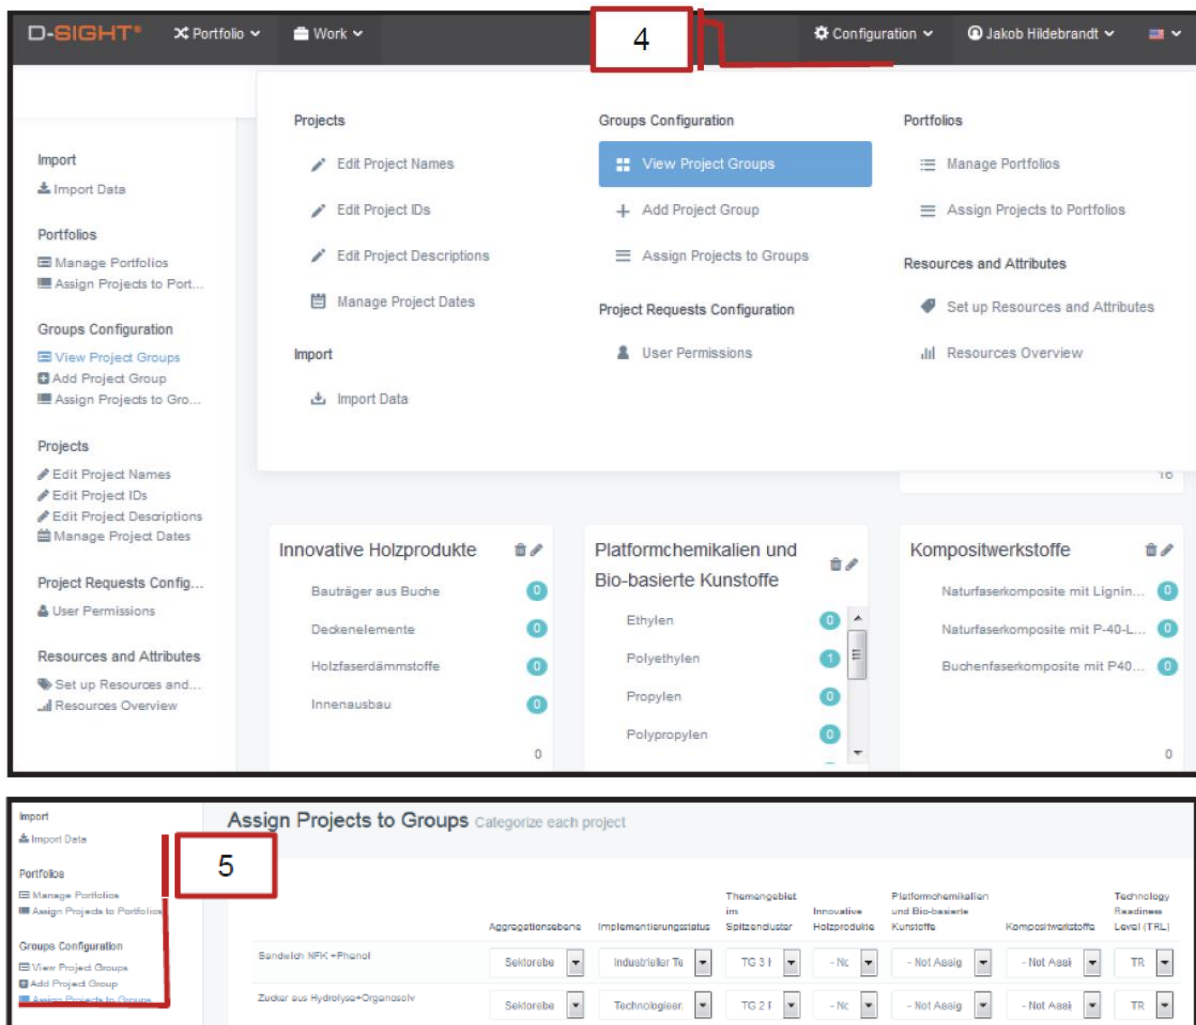 D-SIGHT
Portfolio
Work
4
Configuration
Jakob Hildebrandt
Import
Import Data
Portfolios
Manage Portfolios
Assign Projects to Port...
Groups Configuration
View Project Groups
Add Project Group
Assign Projects to Gro...
Projects
Edit Project Names
Edit Project IDs
Edit Project Descriptions
Manage Project Dates
Project Requests Config...
User Permissions
Resources and Attributes
Set up Resources and...
Resources Overview
Projects
Edit Project Names
Edit Project IDs
Edit Project Descriptions
Manage Project Dates
Import
Import Data
Groups Configuration
View Project Groups
Add Project Group
Assign Projects to Groups
Project Requests Configuration
User Permissions
Portfolios
Manage Portfolios
Assign Projects to Portfolios
Resources and Attributes
Set up Resources and Attributes
Resources Overview
16
Innovative Holzprodukte
Bauträger aus Buche 0
Deckenelemente 0
Holzfaserdämmstoffe 0
Innenausbau 0
0
Platformchemikalien und
Bio-basierte Kunstoffe
Ethylen 0
Polyethylen 1
Propylen 0
Polypropylen 0
Kompositwerkstoffe
Naturfaserkomposite mit Lignin... 0
Naturfaserkomposite mit P-40-L... 0
Buchenfaserkomposite mit P40... 0
0
Import
Import Data
Portfolios
Manage Portfolios
Assign Projects to Portfolios
Groups Configuration
View Project Groups
Add Project Group
Assign Projects to Groups
5
Assign Projects to Groups Categorize each project
Aggregationsebene
Implementierungsstatus
Themengebiet
im
Spitzencluster
Innovative
Holzprodukte
Platformchemikalien
und Bio-basierte
Kunstoffe
Kompositwerkstoffe
Technology
Readiness
Level (TRL)
Sandwich NFK +Phenol
Sektorebe
Industrieller Te
TG 3 
- Nc
- Not Assig
- Not Assi
TR
Zucker aus Hydrolyse+Organosolv
Sektorebe
Technologieer.
TG 2 
- Nc
- Not Assig
- Not Assi
TR